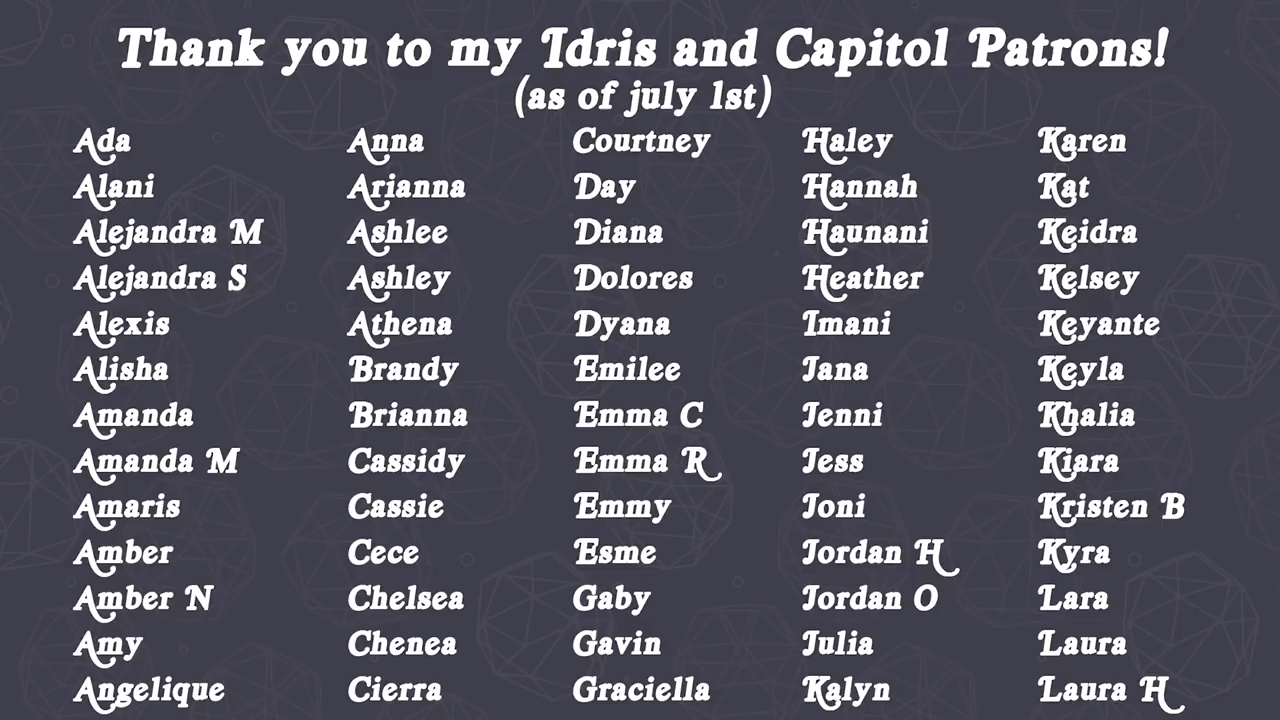 Thank you to my Idris and Capitol Patrons!
(as of july 1st)
Ada
Alani
Alejandra M
Alejandra S
Alexis
Alisha
Amanda
Amanda M
Amaris
Amber
Amber N
Amy
Angelique
Anna
Arianna
Ashlee
Ashley
Athena
Brandy
Brianna
Cassidy
Cassie
Cece
Chelsea
Chenea
Cierra
Courtney
Day
Diana
Dolores
Dyana
Emilee
Emma C
Emma R
Emmy
Esme
Gaby
Gavin
Graciella
Haley
Hannah
Haunani
Heather
Imani
Jana
Jenni
Jess
Joni
Jordan H
Jordan O
Julia
Kalyn
Karen
Kat
Keidra
Kelsey
Keyante
Keyla
Khalia
Kiara
Kristen B
Kyra
Lara
Laura
Laura H